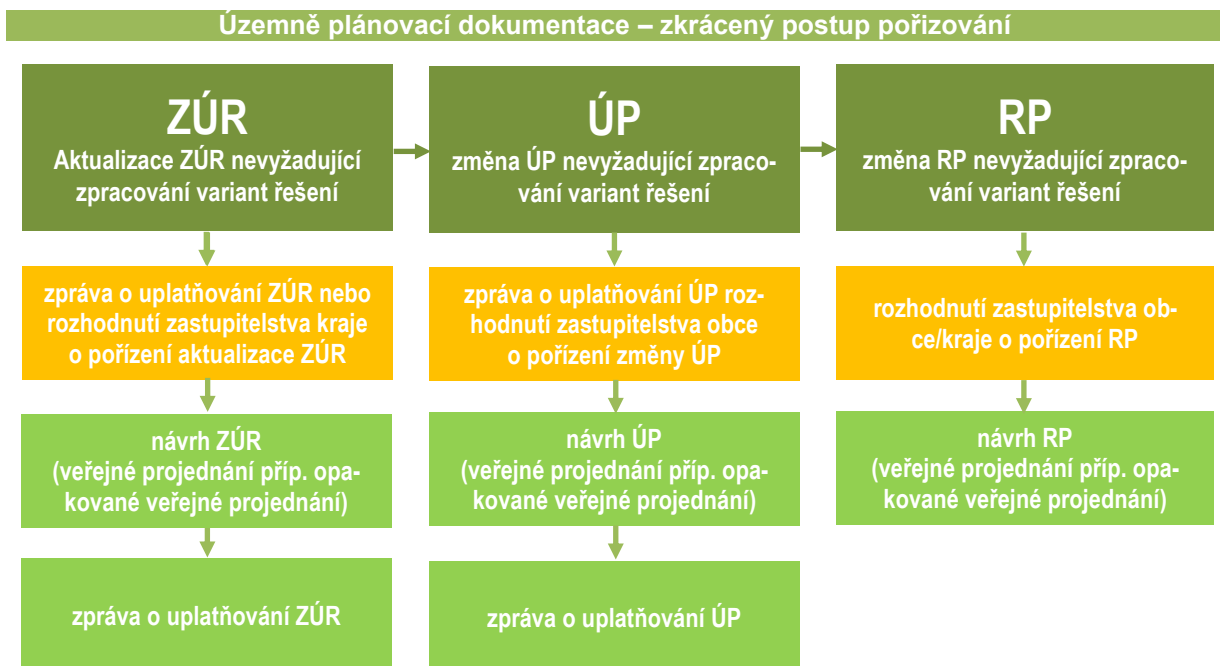 Územně plánovací dokumentace – zkrácený postup pořizování
ZÚR
Aktualizace ZÚR nevyžadující
zpracování variant řešení
ÚP
změna ÚP nevyžadující zpraco-
vání variant řešení
RP
změna RP nevyžadující zpraco-
vání variant řešení
zpráva o uplatňování ZÚR nebo
rozhodnutí zastupitelstva kraje
o pořízení aktualizace ZÚR
zpráva o uplatňování ÚP roz-
hodnutí zastupitelstva obce
o pořízení změny ÚP
rozhodnutí zastupitelstva ob-
ce/kraje o pořízení RP
návrh ZÚR
(veřejné projednání příp. opa-
kované veřejné projednání)
návrh ÚP
(veřejné projednání příp. opa-
kované veřejné projednání)
návrh RP
(veřejné projednání příp. opa-
kované veřejné projednání)
zpráva o uplatňování ZÚR
zpráva o uplatňování ÚP